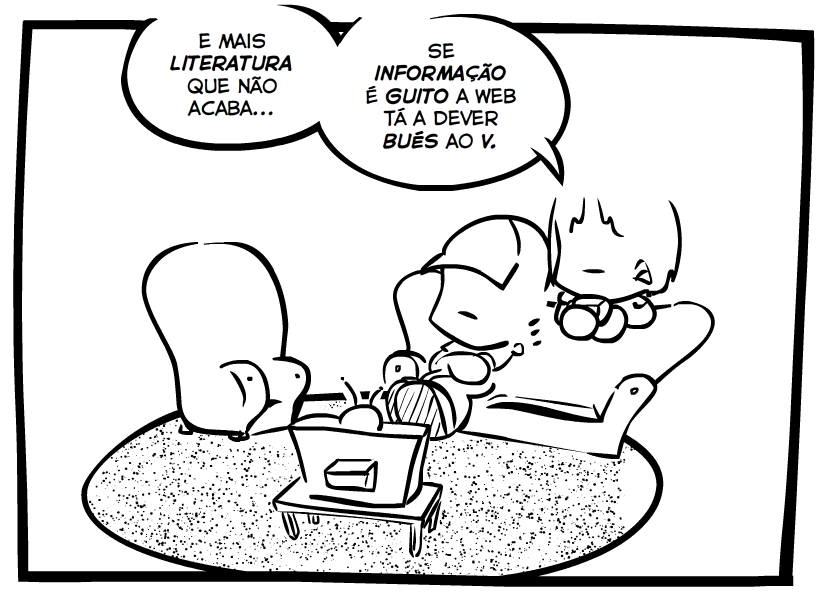 E MAIS
LITERATURA
QUE NÃO
ACABA...
SE
INFORMAÇÃO
É GUITO A WEB
TÁ A DEVER
BUÉS AO V.